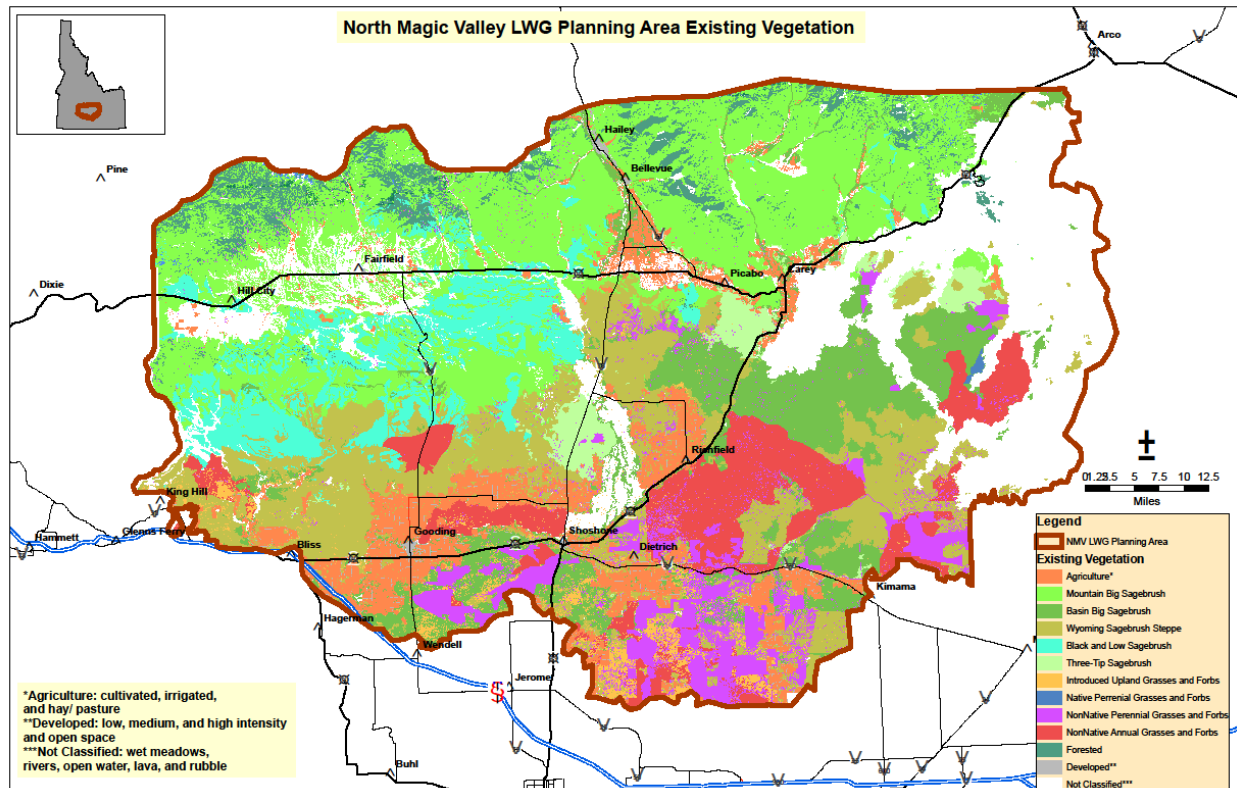 North Magic Valley LWG Planning Area Existing Vegetation
Arco
Hailey
Pine
Bellevue
Fairfield
Picabo
Carey
Dixie
Hill City
Richfield
King Hill
Glenns Ferry
Hammett
Gooding
Shoshone
Bliss
Dietrich
Kimama
Hagerman
Wendell
Jerome
Buhl
10
12.5
Miles
Legend
NMV LWG Planning Area
Existing Vegetation
Agriculture*
Mountain Big Sagebrush
Basin Big Sagebrush
Wyoming Sagebrush Steppe
Black and Low Sagebrush
Three-Tip Sagebrush
Introduced Upland Grasses and Forbs
Native Perrenial Grasses and Forbs
NonNative Perennial Grasses and Forbs
NonNative Annual Grasses and Forbs
Forested
Developed**
Not Classified***
*Agriculture: cultivated, irrigated,
and hay/ pasture
**Developed: low, medium, and high intensity
and open space
***Not Classified: wet meadows,
rivers, open water, lava, and rubble